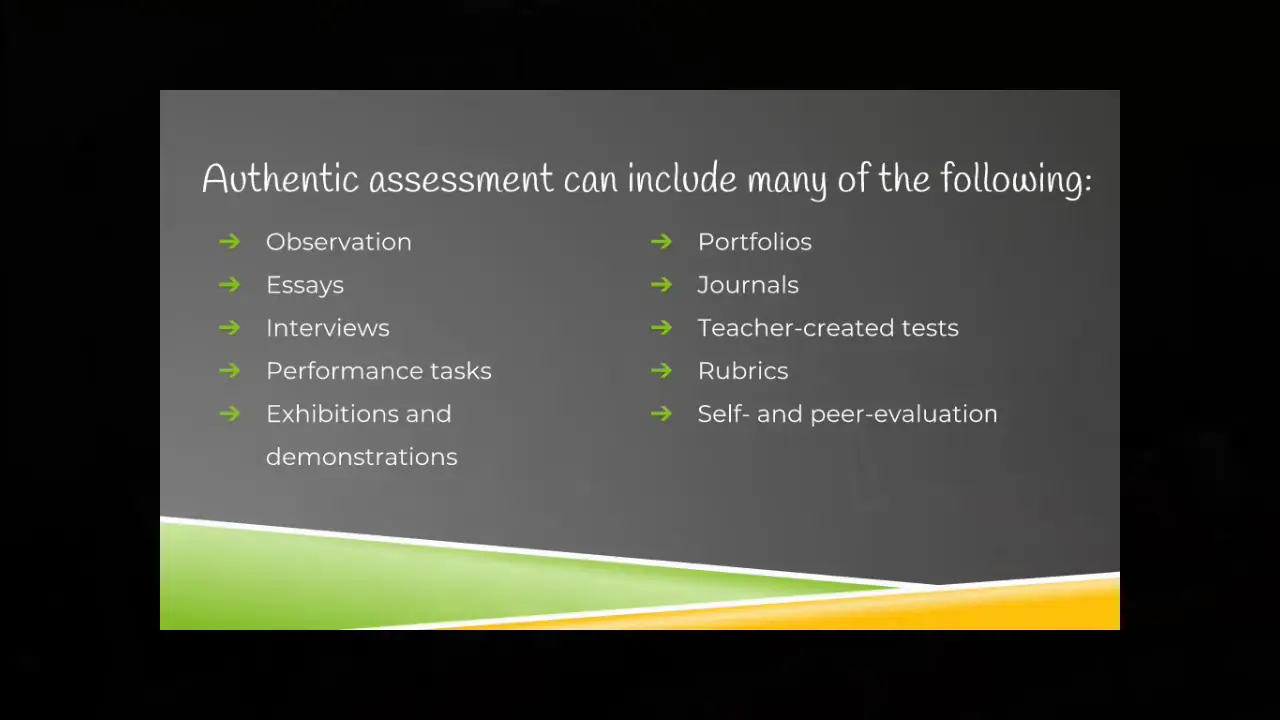 Authentic assessment can include many of the following:
➔ Observation
➔ Essays
➔ Interviews
➔ Performance tasks
➔ Exhibitions and
demonstrations
➔ Portfolios
➔ Journals
➔ Teacher-created tests
➔ Rubrics
➔ Self- and peer-evaluation